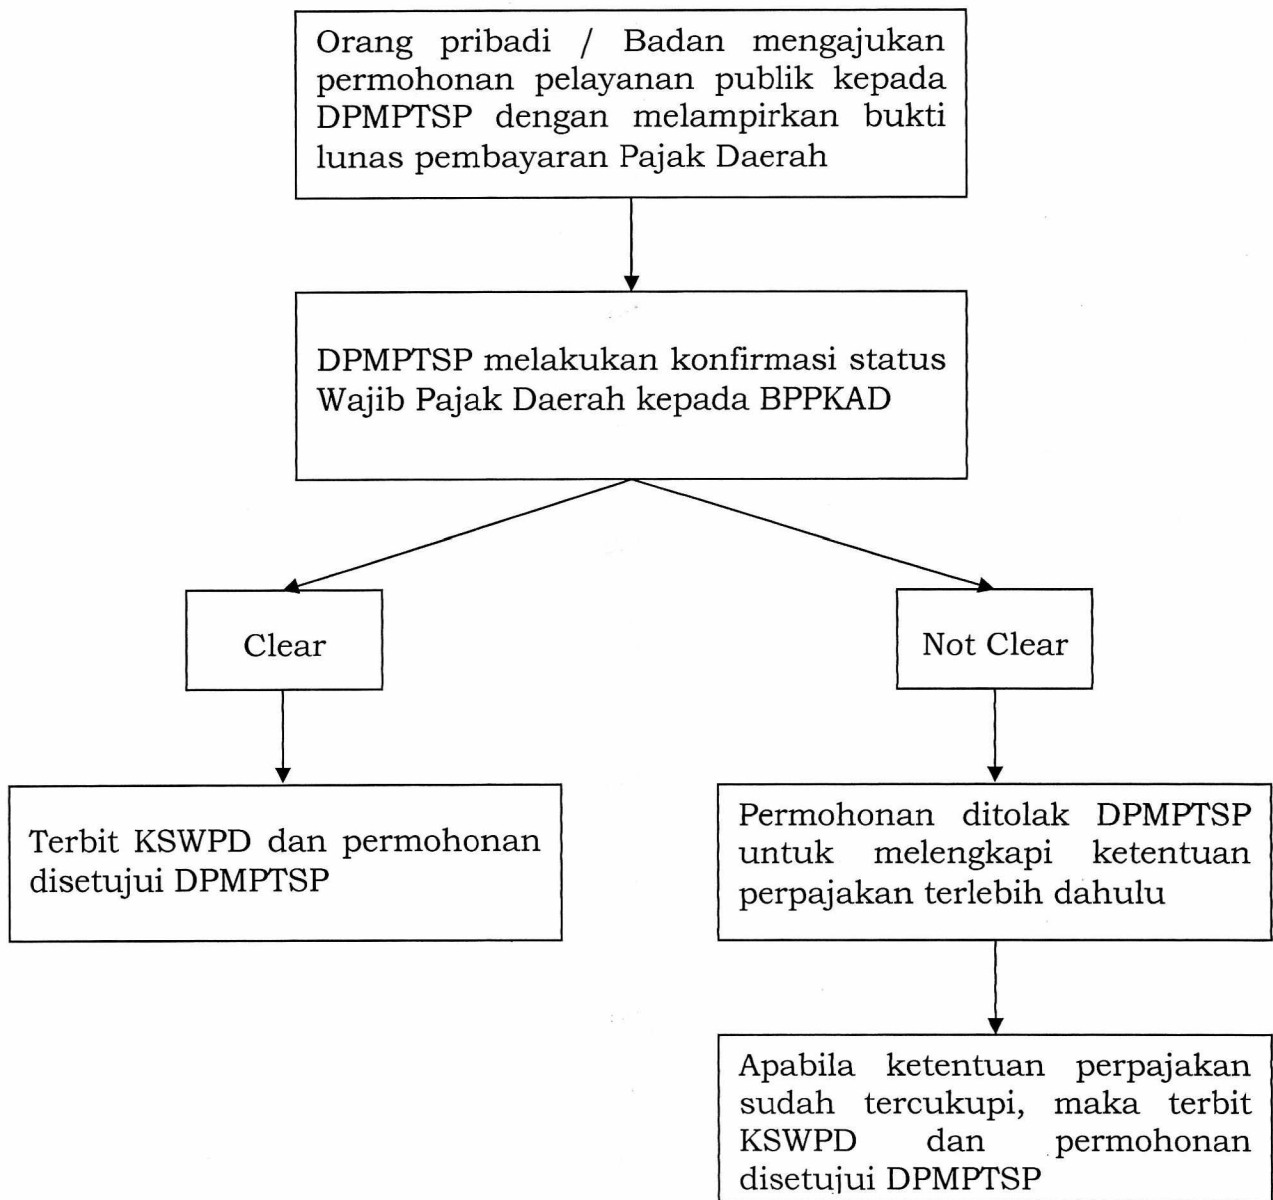 Orang pribadi / Badan mengajukan
permohonan pelayanan publik kepada
DPMPTSP dengan melampirkan bukti
lunas pembayaran Pajak Daerah
DPMPTSP melakukan konfirmasi status
Wajib Pajak Daerah kepada BPPKAD
Clear
Not Clear
Terbit KSWPD dan permohonan
disetujui DPMPTSP
Permohonan ditolak DPMPTSP
untuk melengkapi ketentuan
perpajakan terlebih dahulu
Apabila ketentuan perpajakan
sudah tercukupi, maka terbit
KSWPD dan permohonan
disetujui DPMPTSP